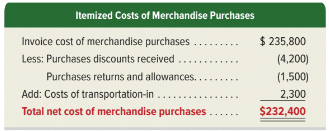 Itemized Costs of Merchandise Purchases
Invoice cost of merchandise purchases ......... $ 235,800
Less: Purchases discounts received ........... (4,200)
Purchases returns and allowances.......... (1,500)
Add: Costs of transportation-in .............. 2,300
Total net cost of merchandise purchases ...... $232,400